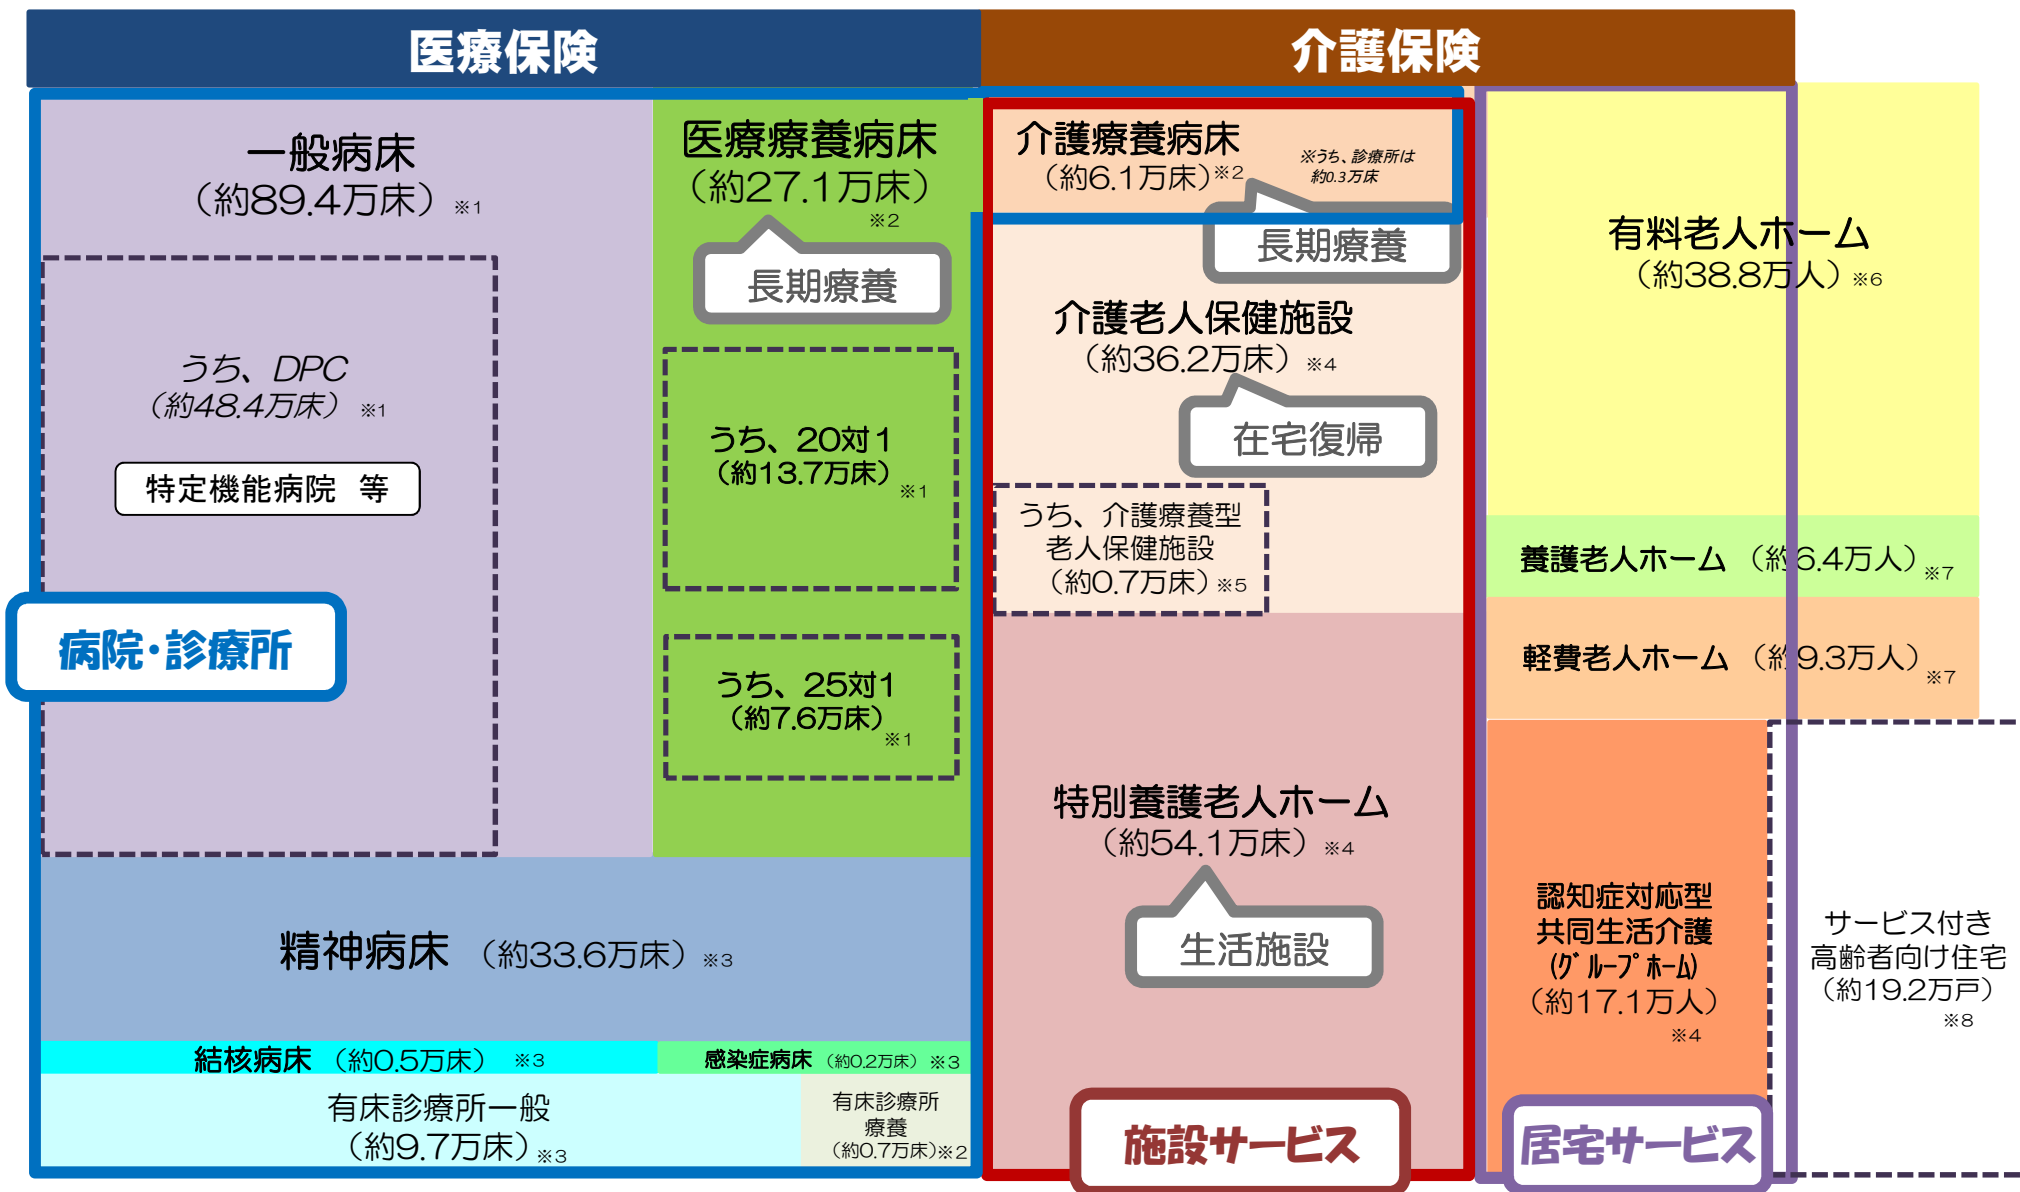 医療保険
介護保険
一般病床
（約89.4万床）※1
うち、DPC
（約48.4万床）※1
特定機能病院　等
病院・診療所
医療療養病床
（約27.1万床）
※2
長期療養
うち、20対1
（約13.7万床）
※1
うち、25対1
（約7.6万床）
※1
精神病床（約33.6万床）※3
結核病床（約0.5万床）※3
感染症病床（約0.2万床）※3
有床診療所一般
（約9.7万床）※3
有床診療所
療養
（約0.7万床）※2
介護療養病床
（約6.1万床）※2
※うち、診療所は
約0.3万床
長期療養
介護老人保健施設
（約36.2万床）※4
在宅復帰
うち、介護療養型
老人保健施設
（約0.7万床）※5
特別養護老人ホーム
（約54.1万床）※4
生活施設
施設サービス
有料老人ホーム
（約38.8万人）※6
養護老人ホーム（約6.4万人）※7
軽費老人ホーム（約9.3万人）※7
認知症対応型
共同生活介護
(ｸﾞﾙｰﾌﾟﾎｰﾑ)
（約17.1万人）
※4
居宅サービス
サービス付き
高齢者向け住宅
（約19.2万戸）
※8